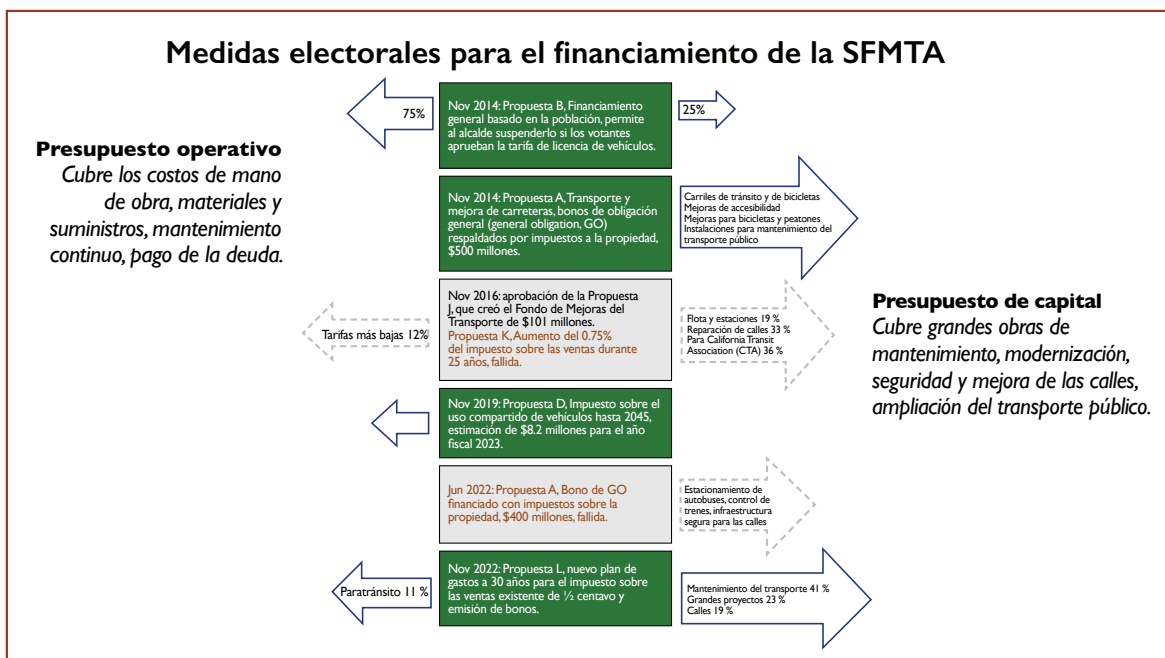 Medidas electorales para el financiamiento de la SFMTA
Presupuesto operativo
Cubre los costos de mano
de obra, materiales y
suministros, mantenimiento
continuo, pago de la deuda.
75%
Nov 2014: Propuesta B, Financiamiento
general basado en la población, permite
al alcalde suspenderlo si los votantes
aprueban la tarifa de licencia de vehículos.
25%
Nov 2014: Propuesta A, Transporte y
mejora de carreteras, bonos de obligación
general (general obligation, GO)
respaldados por impuestos a la propiedad,
$500 millones.
Carriles de tránsito y de bicicletas
Mejoras de accesibilidad
Mejoras para bicicletas y peatones
Instalaciones para mantenimiento del
transporte público
Tarifas más bajas 12%
Nov 2016: aprobación de la Propuesta
J, que creó el Fondo de Mejoras del
Transporte de $101 millones.
Propuesta K, Aumento del 0.75%
del impuesto sobre las ventas durante
25 años, fallida.
Flota y estaciones 19 %
Reparación de calles 33 %
Para California Transit
Association (CTA) 36 %
Presupuesto de capital
Cubre grandes obras de
mantenimiento, modernización,
seguridad y mejora de las calles,
ampliación del transporte público.
Nov 2019: Propuesta D, Impuesto sobre el
uso compartido de vehículos hasta 2045,
estimación de $8.2 millones para el año
fiscal 2023.
Jun 2022: Propuesta A, Bono de GO
financiado con impuestos sobre la
propiedad, $400 millones, fallida.
Estacionamiento de
autobuses, control de
trenes, infraestructura
segura para las calles
Paratránsito 11 %
Nov 2022: Propuesta L, nuevo plan de
gastos a 30 años para el impuesto sobre
las ventas existente de ½ centavo y
emisión de bonos.
Mantenimiento del transporte 41 %
Grandes proyectos 23 %
Calles 19 %